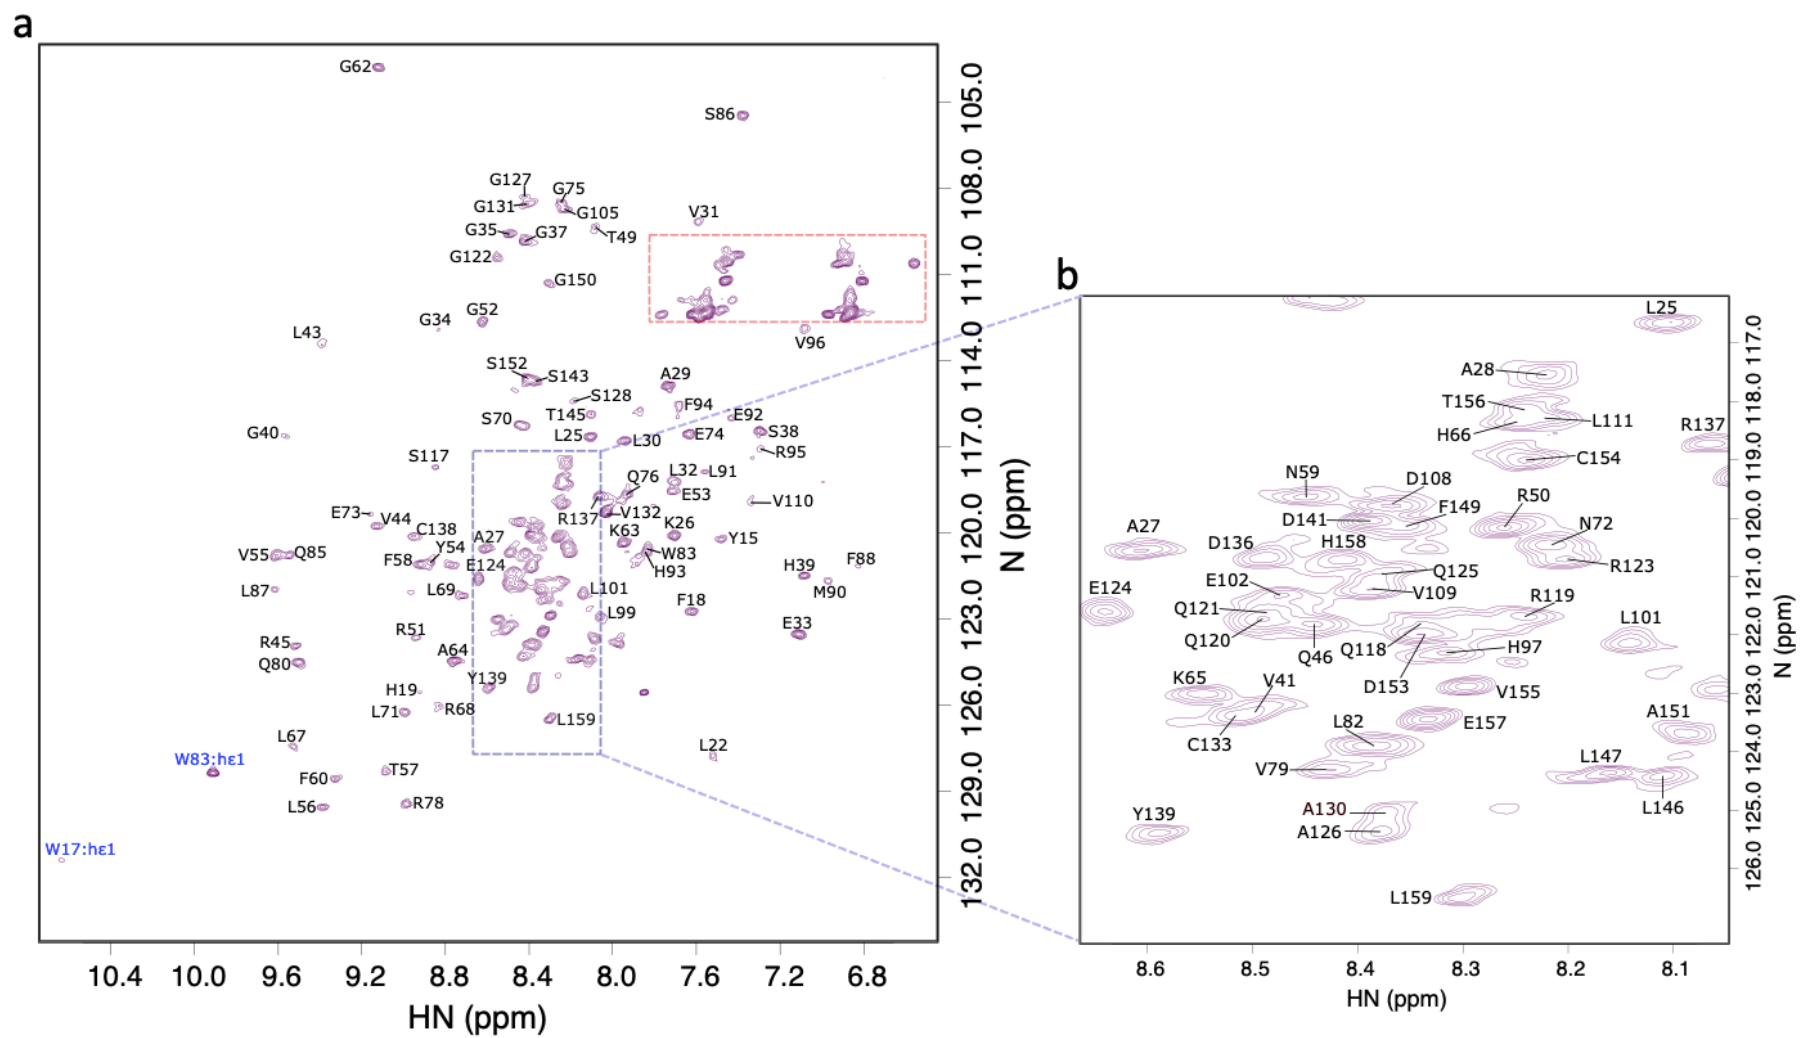 a
G62
S86
G127
G75
G131
G105
V31
G35
G37
T49
G122
G150
G52
G34
L43
V96
S152
S143
A29
S128
F94
S70
T145
E92
G40
L25
L30
E74
S38
R95
S117
Q76
L32
L91
E53
E73
V44
R137
V132
V110
C138
A27
K63
K26
Y15
V55
Q85
F58
Y54
W83
H93
E124
H39
F88
L87
L69
L101
M90
L99
F18
R51
E33
R45
A64
Q80
H19
Y139
L71
R68
L159
L67
L22
W83:hε1
F60
T57
L56
R78
W17:hε1
105.0
108.0
111.0
114.0
117.0
120.0
123.0
126.0
129.0
132.0
N (ppm)
10.4 10.0 9.6 9.2 8.8 8.4 8.0 7.6 7.2 6.8
HN (ppm)
b
L25
A28
T156
L111
R137
H66
C154
N59
D108
R50
D141
F149
N72
A27
D136
H158
R123
Q125
E102
V109
E124
Q121
R119
L101
Q120
Q46
Q118
H97
D153
K65
V41
V155
C133
L82
E157
A151
V79
L147
A130
L146
Y139
A126
L159
117.0
118.0
119.0
120.0
121.0
122.0
123.0
124.0
125.0
126.0
N (ppm)
8.6 8.5 8.4 8.3 8.2 8.1
HN (ppm)